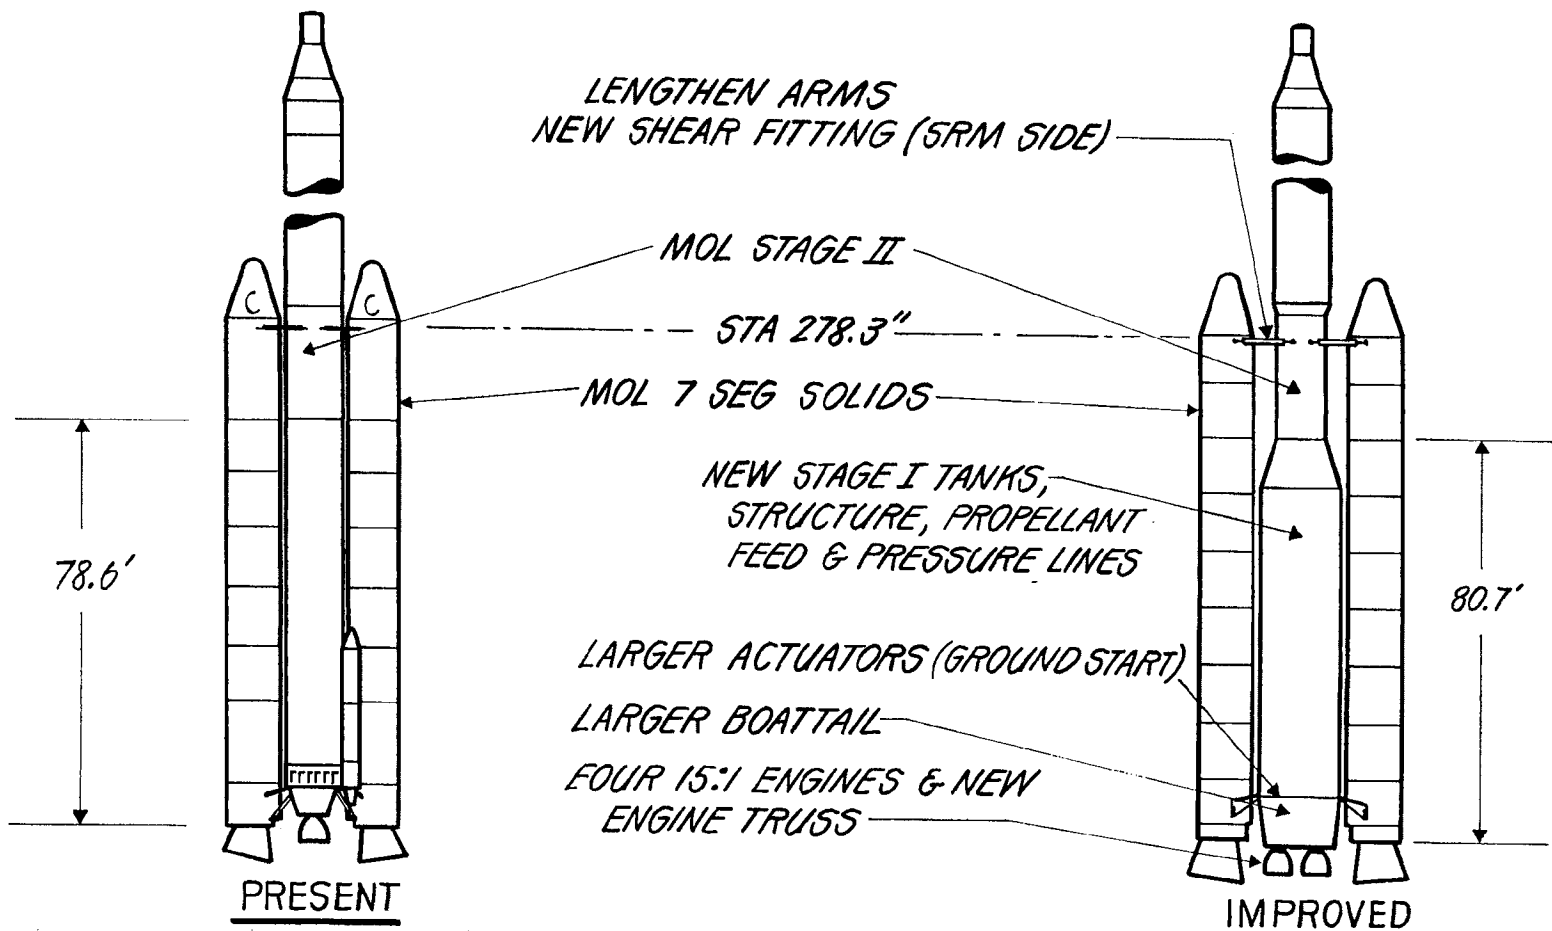 LENGTHEN ARMS
NEW SHEAR FITTING (SRM SIDE)
MOL STAGE II
C
C
STA 278.3"
MOL 7 SEG SOLIDS
NEW STAGE I TANKS,
STRUCTURE, PROPELLANT
FEED & PRESSURE LINES
78.6'
80.7'
LARGER ACTUATORS (GROUND START)
LARGER BOATTAIL
FOUR 15:1 ENGINES & NEW
ENGINE TRUSS
PRESENT
IMPROVED